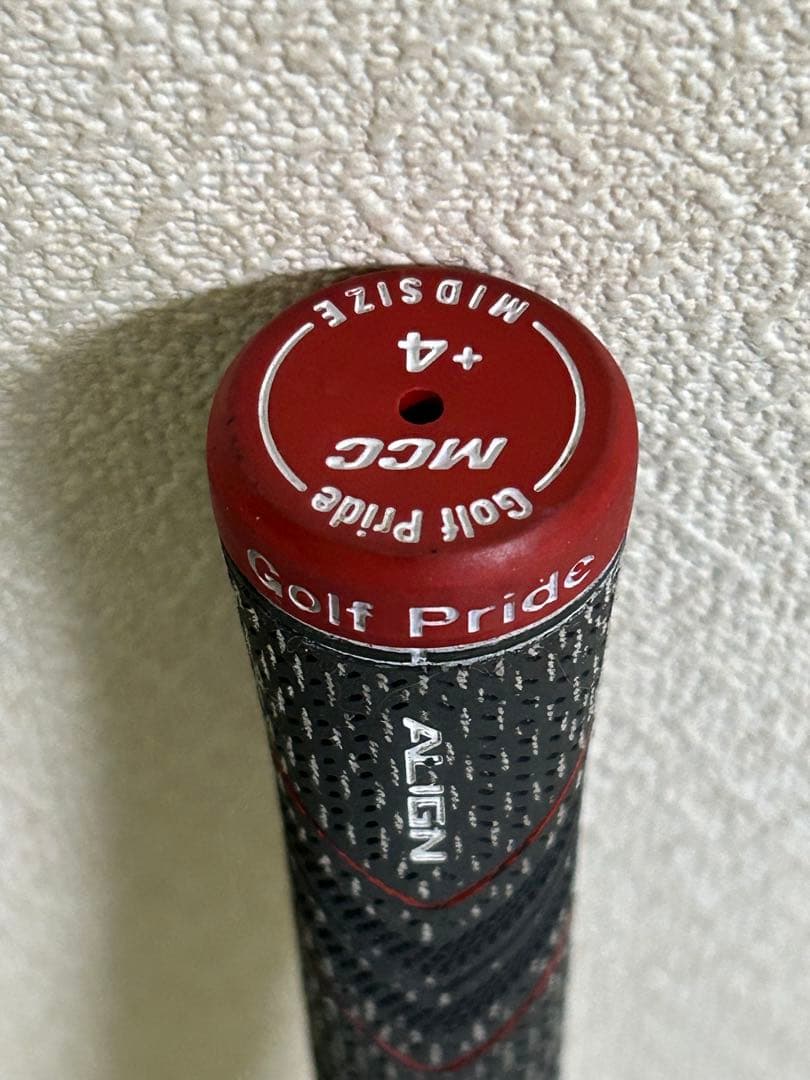 MIDSIZE
+4
MCC
Golf Pride
Golf Pride
ALIGN